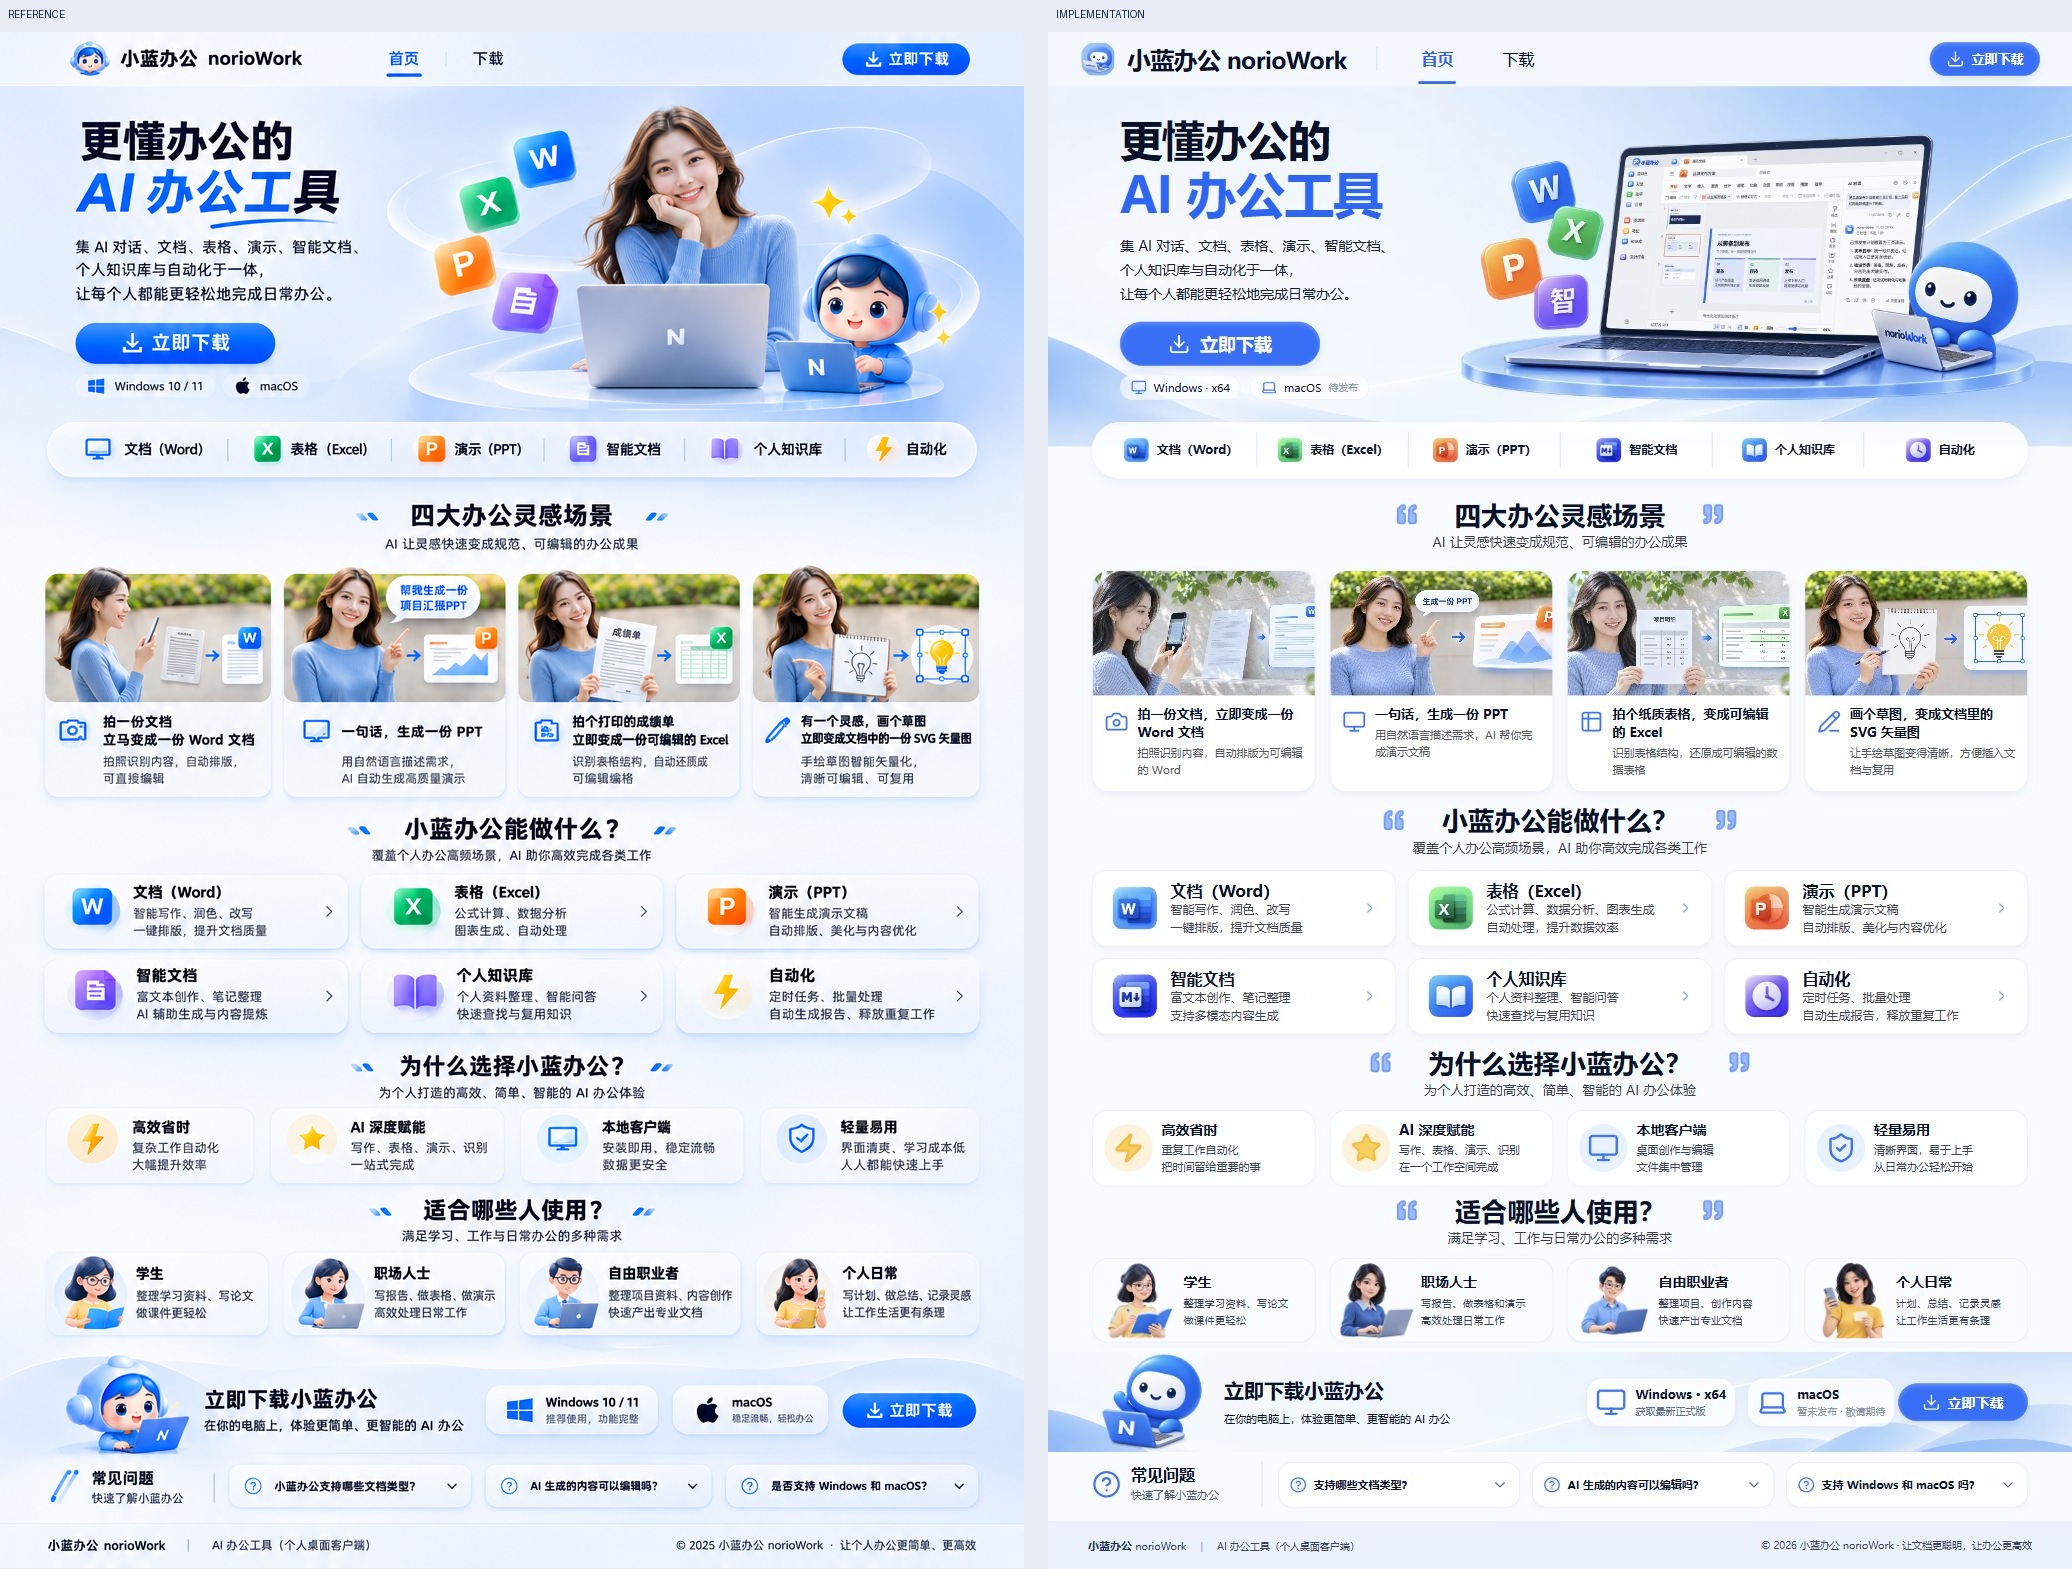 REFERENCE
小蓝办公 norioWork
首页
下载
立即下载
更懂办公的
AI 办公工具
集 AI 对话、文档、表格、演示、智能文档、
个人知识库与自动化于一体，
让每个人都能更轻松地完成日常办公。
立即下载
Windows 10 / 11
macOS
W
X
P
N
N
文档（Word）
X
表格（Excel）
P
演示（PPT）
智能文档
个人知识库
自动化
四大办公灵感场景
AI 让灵感快速变成规范、可编辑的办公成果
W
帮我生成一份
项目汇报PPT
P
成绩单
X
拍一份文档
立马变成一份 Word 文档
拍照识别内容，自动排版，
可直接编辑
一句话，生成一份 PPT
用自然语言描述需求，
AI 自动生成高质量演示
拍个打印的成绩单
立即变成一份可编辑的 Excel
识别表格结构，自动还原成
可编辑编格
有一个灵感，画个草图
立即变成文档中的一份 SVG 矢量图
手绘草图智能矢量化，
清晰可编辑、可复用
小蓝办公能做什么？
覆盖个人办公高频场景，AI 助你高效完成各类工作
W
文档（Word）
智能写作、润色、改写
一键排版，提升文档质量
X
表格（Excel）
公式计算、数据分析
图表生成、自动处理
P
演示（PPT）
智能生成演示文稿
自动排版、美化与内容优化
智能文档
富文本创作、笔记整理
AI 辅助生成与内容提炼
个人知识库
个人资料整理、智能问答
快速查找与复用知识
自动化
定时任务、批量处理
自动生成报告、释放重复工作
为什么选择小蓝办公？
为个人打造的高效、简单、智能的 AI 办公体验
高效省时
复杂工作自动化
大幅提升效率
AI 深度赋能
写作、表格、演示、识别
一站式完成
本地客户端
安装即用，稳定流畅
数据更安全
轻量易用
界面清爽、学习成本低
人人都能快速上手
适合哪些人使用？
满足学习、工作与日常办公的多种需求
学生
整理学习资料、写论文
做课件更轻松
职场人士
写报告、做表格、做演示
高效处理日常工作
自由职业者
整理项目资料、内容创作
快速产出专业文档
个人日常
写计划、做总结、记录灵感
让工作生活更有条理
N
立即下载小蓝办公
在你的电脑上，体验更简单、更智能的 AI 办公
Windows 10 / 11
推荐使用，功能完整
macOS
稳定流畅，轻松办公
立即下载
常见问题
快速了解小蓝办公
小蓝办公支持哪些文档类型？
AI 生成的内容可以编辑吗？
是否支持 Windows 和 macOS？
小蓝办公 norioWork
AI 办公工具（个人桌面客户端）
© 2025 小蓝办公 norioWork · 让个人办公更简单、更高效
IMPLEMENTATION
小蓝办公 norioWork
首页
下载
立即下载
更懂办公的
AI 办公工具
集 AI 对话、文档、表格、演示、智能文档、
个人知识库与自动化于一体，
让每个人都能更轻松地完成日常办公。
立即下载
Windows · x64
macOS 待发布
W
X
P
智
小蓝办公
从筹备到发布
norioWork
W
文档（Word）
X
表格（Excel）
P
演示（PPT）
M↓
智能文档
个人知识库
自动化
四大办公灵感场景
AI 让灵感快速变成规范、可编辑的办公成果
W
生成一份 PPT
P
项目明细
X
拍一份文档，立即变成一份
Word 文档
拍照识别内容，自动排版为可编辑
的 Word
一句话，生成一份 PPT
用自然语言描述需求，AI 帮你完
成演示文稿
拍个纸质表格，变成可编辑
的 Excel
识别表格结构，还原成可编辑的数
据表格
画个草图，变成文档里的
SVG 矢量图
让手绘草图变得清晰，方便插入文
档与复用
小蓝办公能做什么？
覆盖个人办公高频场景，AI 助你高效完成各类工作
W
文档（Word）
智能写作、润色、改写
一键排版，提升文档质量
X
表格（Excel）
公式计算、数据分析、图表生成
自动处理，提升数据效率
P
演示（PPT）
智能生成演示文稿
自动排版、美化与内容优化
M↓
智能文档
富文本创作、笔记整理
支持多模态内容生成
个人知识库
个人资料整理、智能问答
快速查找与复用知识
自动化
定时任务、批量处理
自动生成报告，释放重复工作
为什么选择小蓝办公？
为个人打造的高效、简单、智能的 AI 办公体验
高效省时
重复工作自动化
把时间留给重要的事
AI 深度赋能
写作、表格、演示、识别
在一个工作空间完成
本地客户端
桌面创作与编辑
文件集中管理
轻量易用
清晰界面，易于上手
从日常办公轻松开始
适合哪些人使用？
满足学习、工作与日常办公的多种需求
学生
整理学习资料、写论文
做课件更轻松
职场人士
写报告、做表格和演示
高效处理日常工作
自由职业者
整理项目、创作内容
快速产出专业文档
个人日常
计划、总结、记录灵感
让工作生活更有条理
N
立即下载小蓝办公
在你的电脑上，体验更简单、更智能的 AI 办公
Windows · x64
获取最新正式版
macOS
暂未发布 · 敬请期待
立即下载
常见问题
快速了解小蓝办公
支持哪些文档类型？
AI 生成的内容可以编辑吗？
支持 Windows 和 macOS 吗？
小蓝办公 norioWork
AI 办公工具（个人桌面客户端）
© 2026 小蓝办公 norioWork · 让文档更聪明，让办公更高效